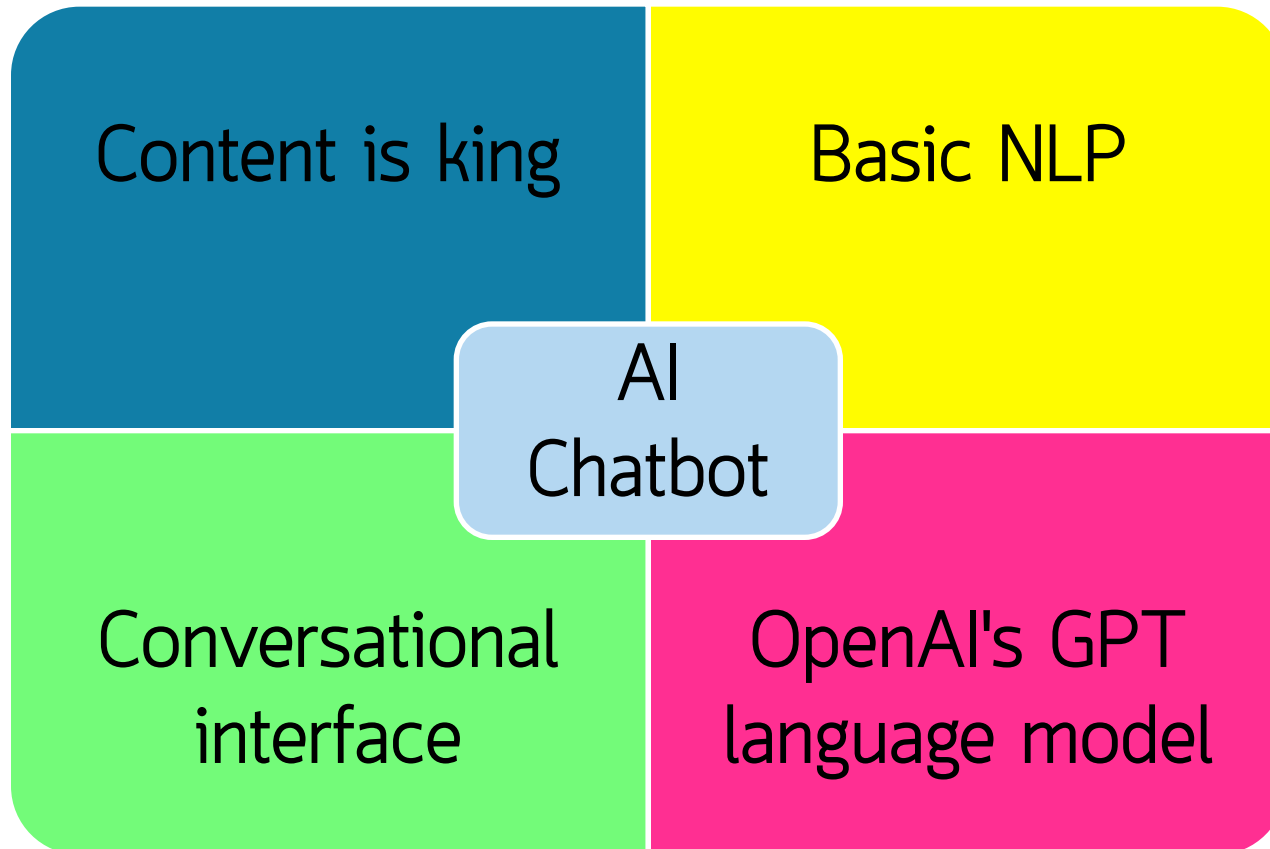 Content is king
Basic NLP
AI
Chatbot
Conversational
interface
OpenAI's GPT
language model